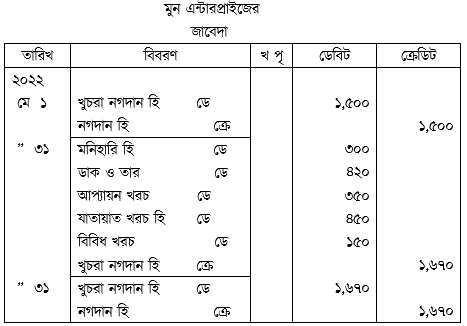 মুন এন্টারপ্রাইজের
জাবেদা
তারিখ বিবরণ খ পৃ ডেবিট ক্রেডিট
২০২২
মে ১ খুচরা নগদান হি ডে ১,৫০০
নগদান হি ক্রে ১,৫০০
” ৩১ মনিহারি হি ডে ৩০০
ডাক ও তার ডে ৪২০
আপ্যায়ন খরচ ডে ৩৫০
যাতায়াত খরচ হি ডে ৪৫০
বিবিধ খরচ ডে ১৫০
খুচরা নগদান হি ক্রে ১,৬৭০
” ৩১ খুচরা নগদান হি ডে ১,৬৭০
নগদান হি ক্রে ১,৬৭০